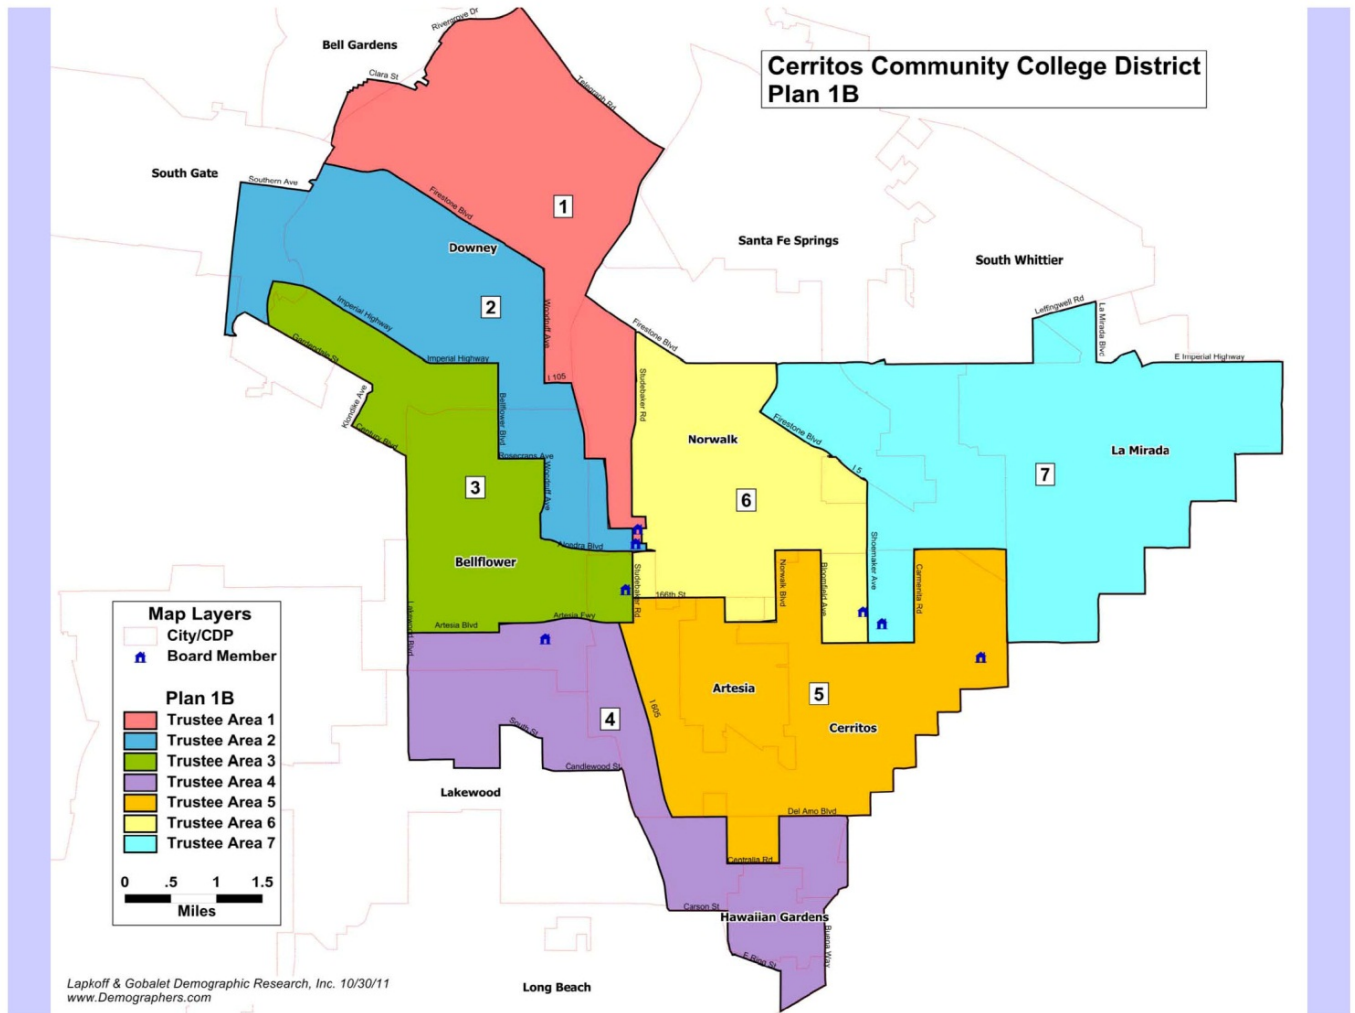 Cerritos Community College District
Plan 1B
Rivergrove Dr
Bell Gardens
Clara St
Telegraph Rd
South Gate
Southern Ave
Firestone Blvd
1
Downey
Santa Fe Springs
South Whittier
2
Woodruff Ave
Imperial Highway
Firestone Blvd
Leffingwell Rd
La Mirada Blvd
Gardendale St
Imperial Highway
E Imperial Highway
I 105
Studebaker Rd
Klondike Ave
Bellflower Blvd
Century Blvd
Norwalk
Firestone Blvd
La Mirada
Rosecrans Ave
Woodruff Ave
I 5
3
6
7
Alondra Blvd
Shoemaker Ave
Bellflower
Studebaker Rd
Norwalk Blvd
Bloomfield Ave
Carmenita Rd
166th St
Lakewood Blvd
Artesia Blvd
Artesia Fwy
Artesia
5
I 605
4
Cerritos
South St
Candlewood St
Lakewood
Del Amo Blvd
Centralia Rd
Carson St
Hawaiian Gardens
Buena Way
E Ring St
Long Beach
Map Layers
City/CDP
Board Member
Plan 1B
Trustee Area 1
Trustee Area 2
Trustee Area 3
Trustee Area 4
Trustee Area 5
Trustee Area 6
Trustee Area 7
0 .5 1 1.5
Miles
Lapkoff & Gobalet Demographic Research, Inc. 10/30/11
www.Demographers.com